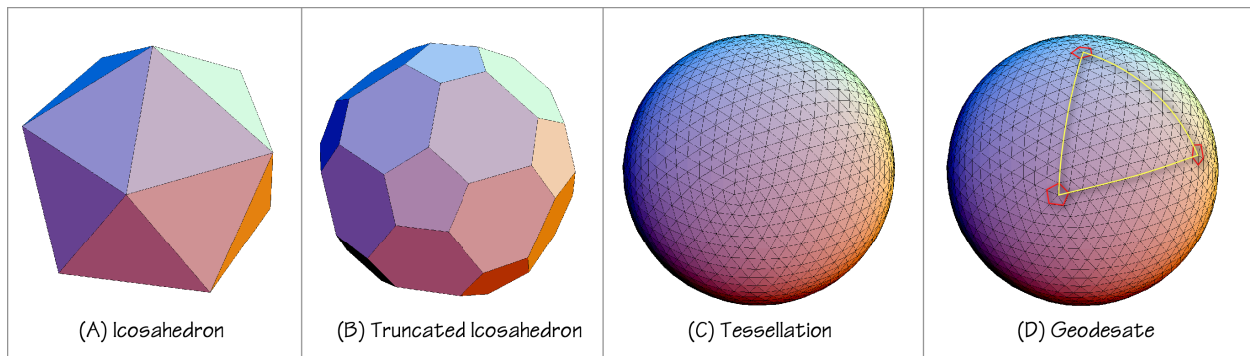 (A) Icosahedron
(B) Truncated Icosahedron
(C) Tessellation
(D) Geodesate